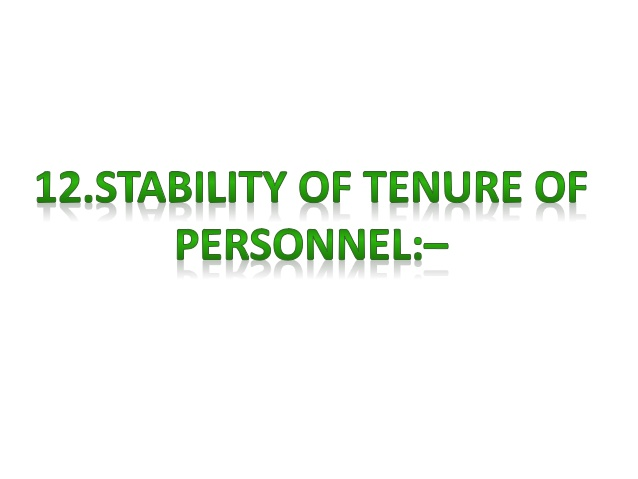 12.STABILITY OF TENURE OF
PERSONNEL:–